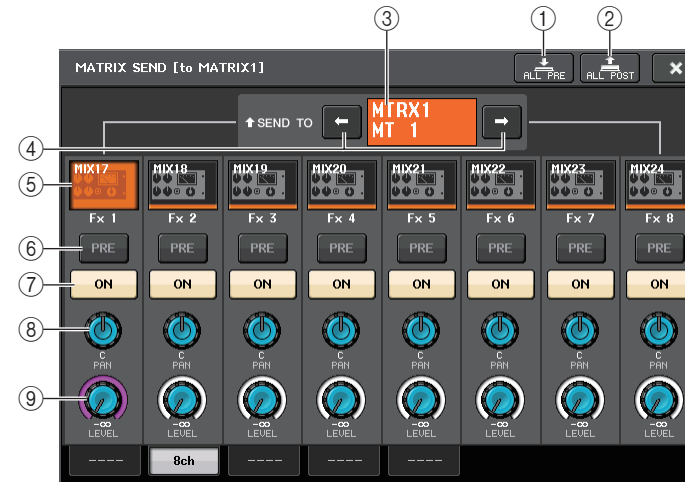 ③ ① ②
MATRIX SEND [to MATRIX1] ALL PRE ALL POST ×
SEND TO MTRX1
MT 1
④
⑤ MIX17 MIX18 MIX19 MIX20 MIX21 MIX22 MIX23 MIX24
Fx 1 Fx 2 Fx 3 Fx 4 Fx 5 Fx 6 Fx 7 Fx 8
⑥ PRE PRE PRE PRE PRE PRE PRE PRE
⑦ ON ON ON ON ON ON ON ON
⑧
C C C C C C C C
PAN PAN PAN PAN PAN PAN PAN PAN
⑨
-∞ -∞ -∞ -∞ -∞ -∞ -∞ -∞
LEVEL LEVEL LEVEL LEVEL LEVEL LEVEL LEVEL LEVEL
---- 8ch ---- ---- ----